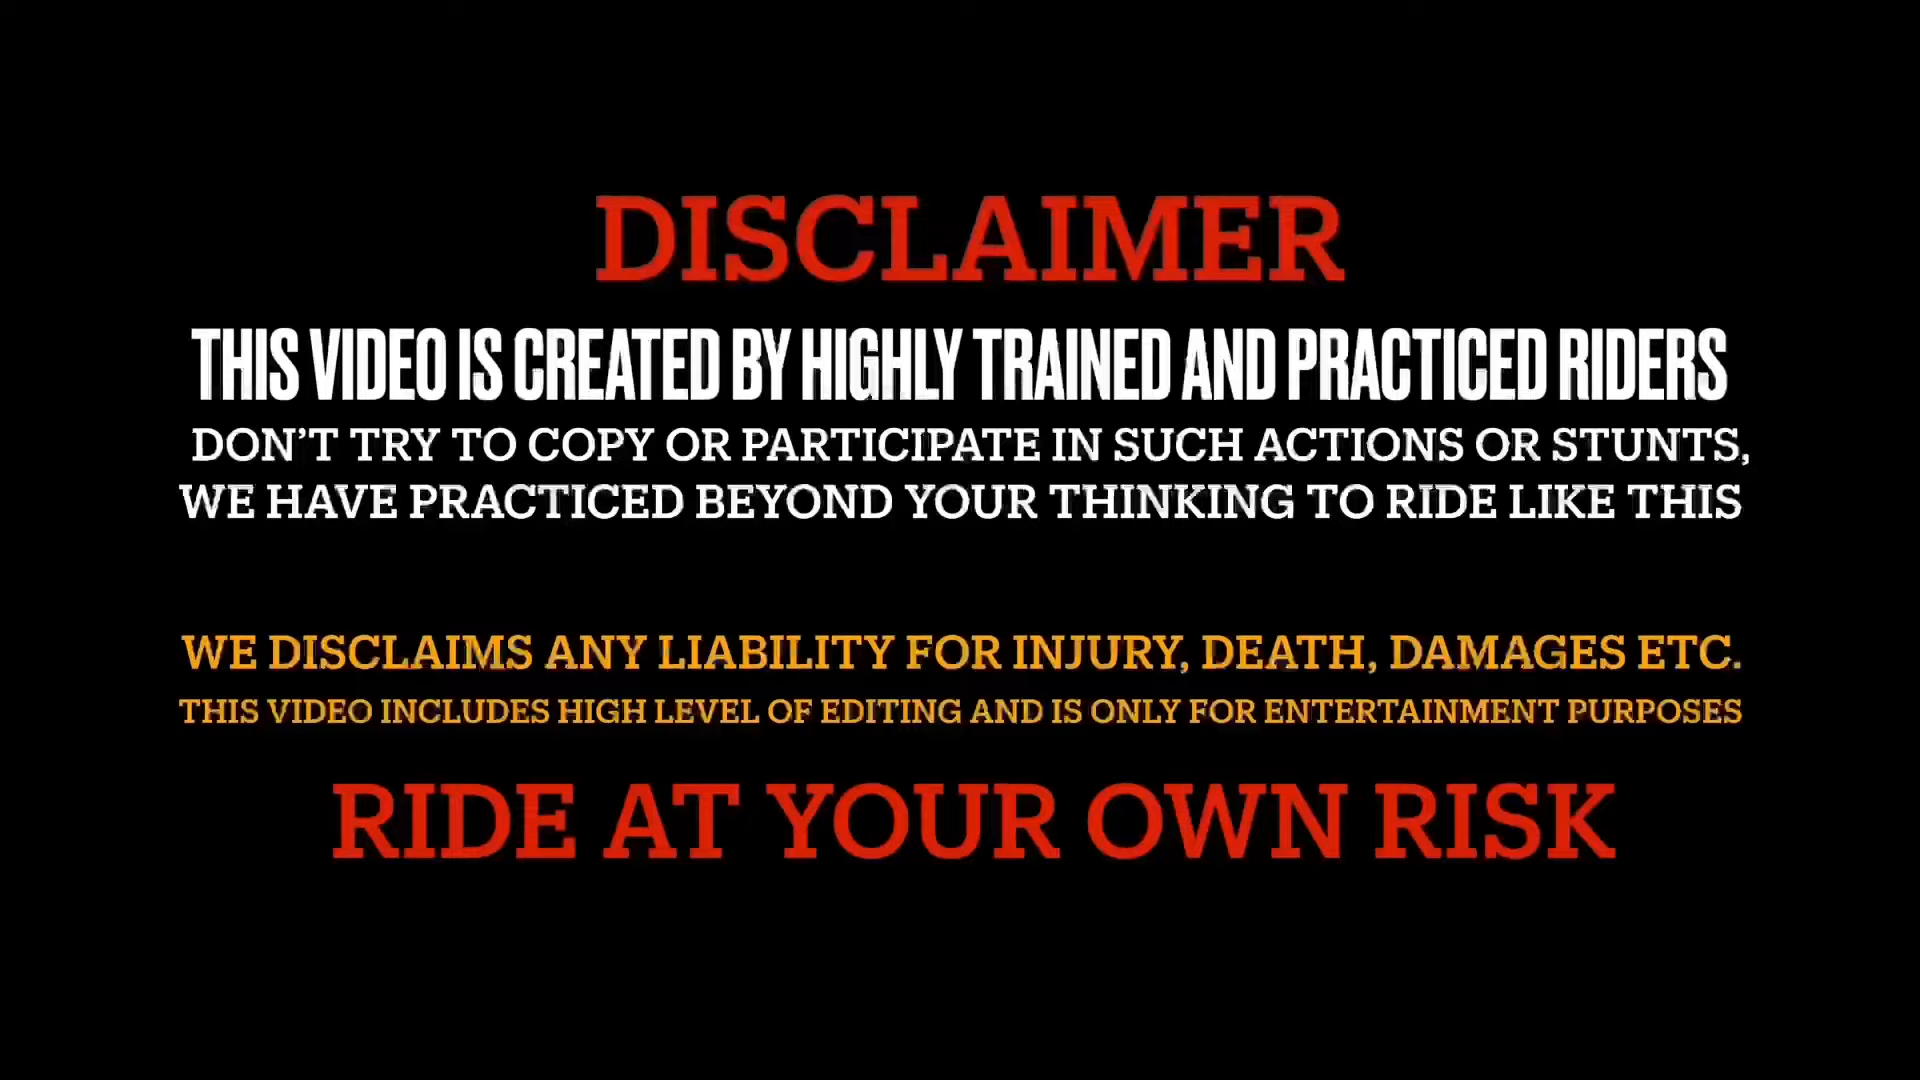 DISCLAIMER
THIS VIDEO IS CREATED BY HIGHLY TRAINED AND PRACTICED RIDERS
DON'T TRY TO COPY OR PARTICIPATE IN SUCH ACTIONS OR STUNTS,
WE HAVE PRACTICED BEYOND YOUR THINKING TO RIDE LIKE THIS
WE DISCLAIMS ANY LIABILITY FOR INJURY, DEATH, DAMAGES ETC.
THIS VIDEO INCLUDES HIGH LEVEL OF EDITING AND IS ONLY FOR ENTERTAINMENT PURPOSES
RIDE AT YOUR OWN RISK